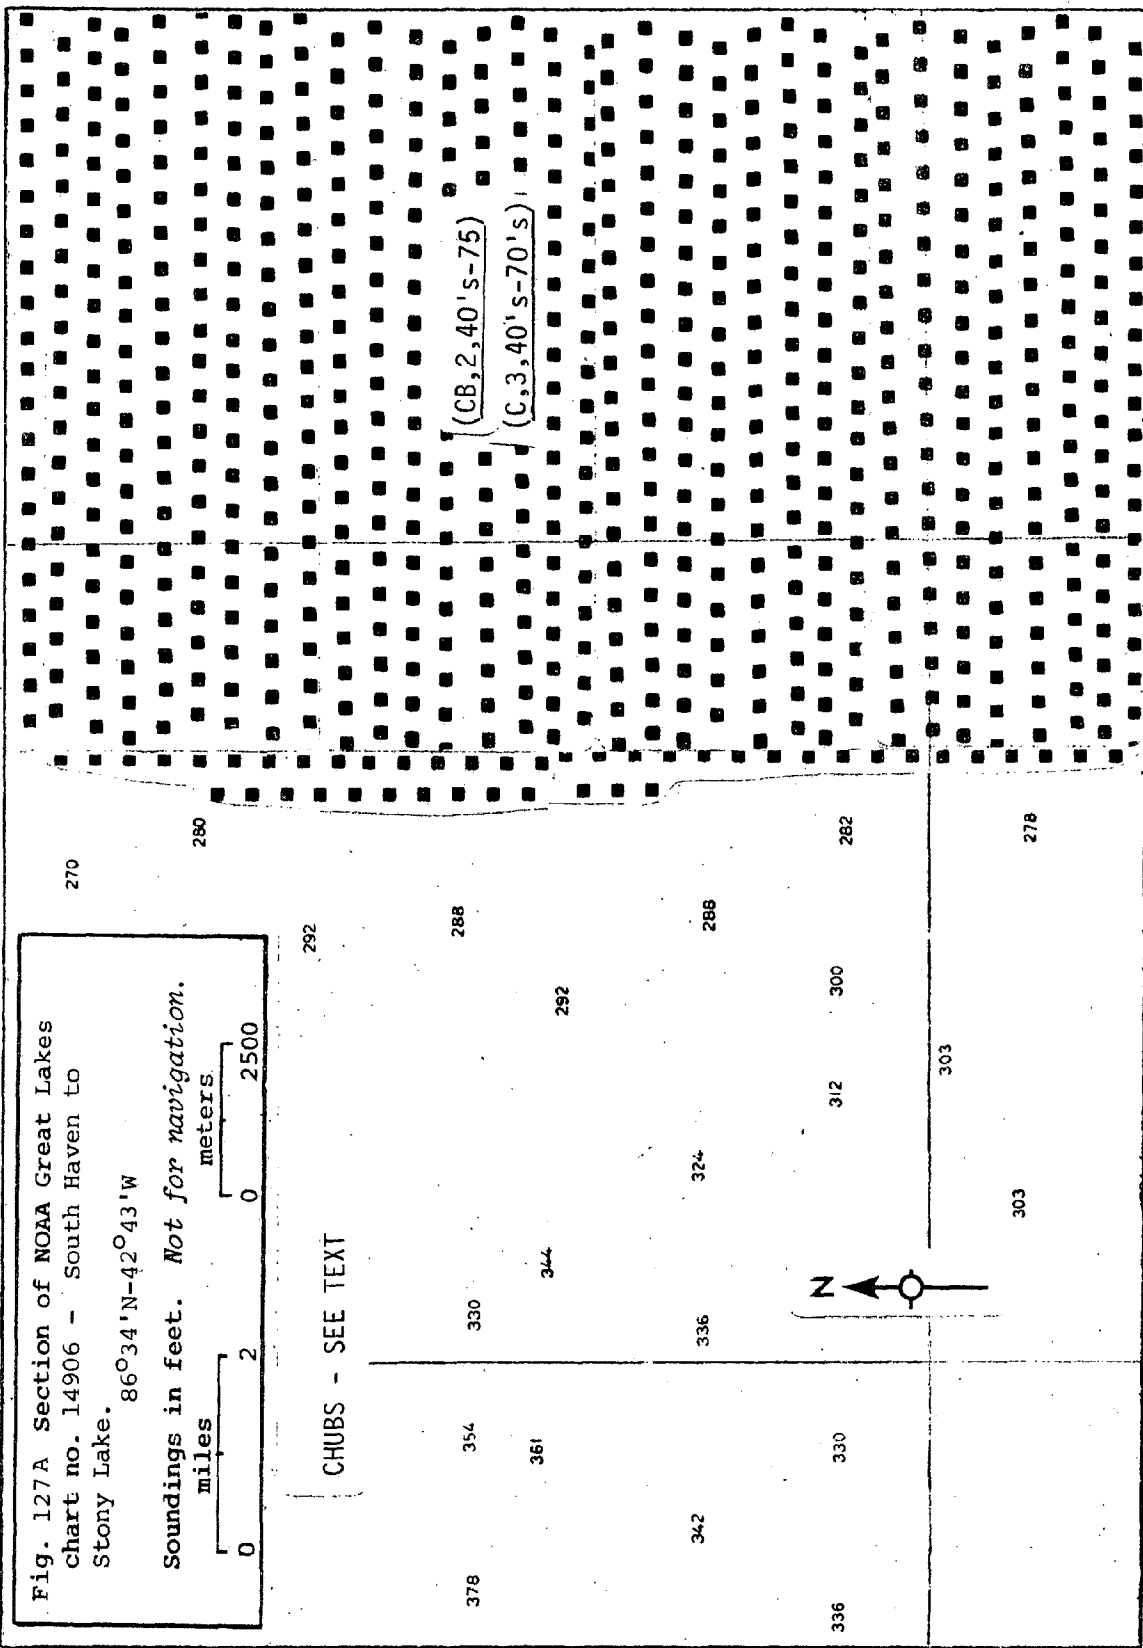 Fig. 127A Section of NOAA Great Lakes
chart no. 14906 - South Haven to
Stony Lake.
86°34'N-42°43'W
Soundings in feet. Not for navigation.
miles
meters
0 2
0 2500
270
280
292
CHUBS - SEE TEXT
378
354
330
288
(CB,2,40's-75)
(C,3,40's-70's)
361
344
292
342
336
324
288
N
336
330
312
300
282
303
303
278